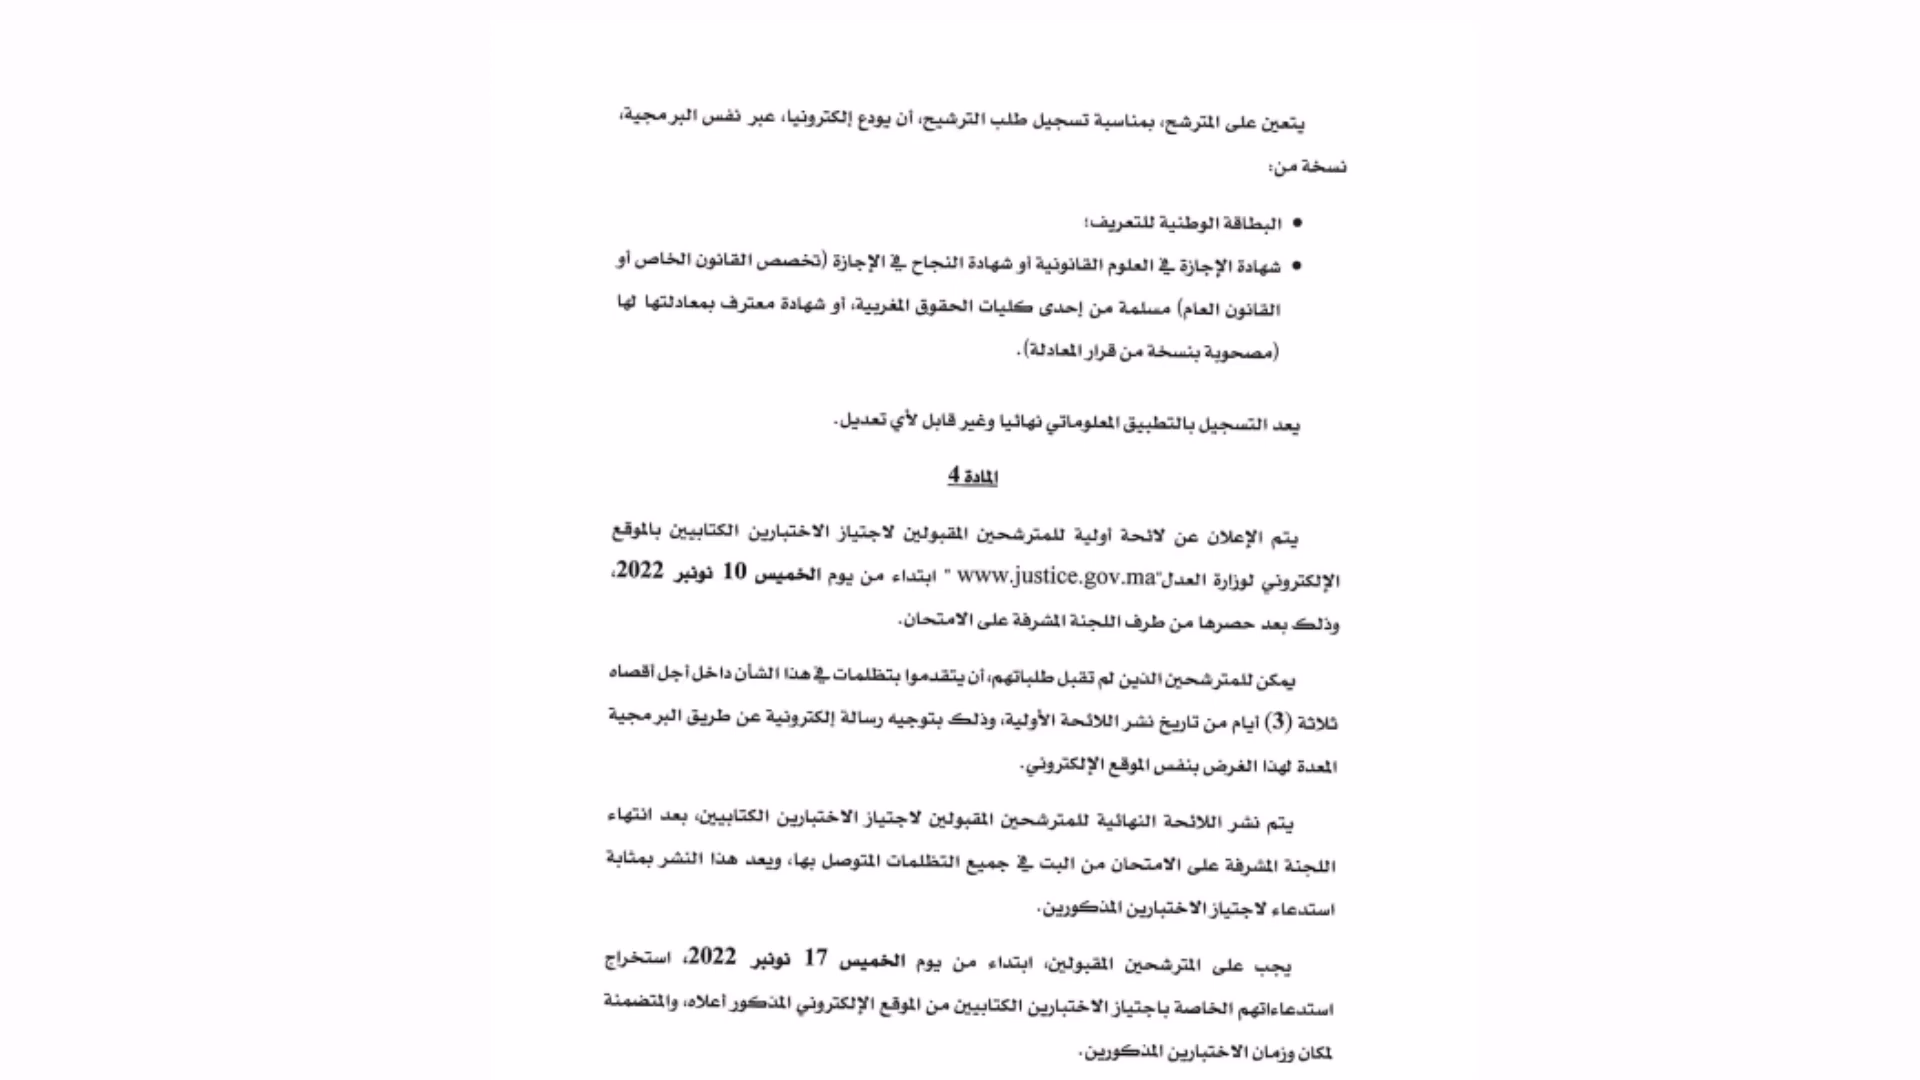 يتعين على المترشح، بمناسبة تسجيل طلب الترشيح، أن يودع إلكترونيا، عبر نفس البرمجية،
نسخة من:
• البطاقة الوطنية للتعريف؛
• شهادة الإجازة في العلوم القانونية أو شهادة النجاح في الإجازة (تخصص القانون الخاص أو
القانون العام) مسلمة من إحدى كليات الحقوق المغربية، أو شهادة معترف بمعادلتها لها
(مصحوبة بنسخة من قرار المعادلة).
يعد التسجيل بالتطبيق المعلوماتي نهائيا وغير قابل لأي تعديل.
المادة 4
يتم الإعلان عن لائحة أولية للمترشحين المقبولين لاجتياز الاختبارين الكتابيين بالموقع
الإلكتروني لوزارة العدل"www.justice.gov.ma " ابتداء من يوم الخميس 10 نونبر 2022،
وذلك بعد حصرها من طرف اللجنة المشرفة على الامتحان.
يمكن للمترشحين الذين لم تقبل طلباتهم، أن يتقدموا بتظلمات في هذا الشأن داخل أجل أقصاه
ثلاثة (3) أيام من تاريخ نشر اللائحة الأولية، وذلك بتوجيه رسالة إلكترونية عن طريق البرمجية
المعدة لهذا الغرض بنفس الموقع الإلكتروني.
يتم نشر اللائحة النهائية للمترشحين المقبولين لاجتياز الاختبارين الكتابيين، بعد انتهاء
اللجنة المشرفة على الامتحان من البت في جميع التظلمات المتوصل بها، ويعد هذا النشر بمثابة
استدعاء لاجتياز الاختبارين المذكورين.
يجب على المترشحين المقبولين، ابتداء من يوم الخميس 17 نونبر 2022، استخراج
استدعاءاتهم الخاصة باجتياز الاختبارين الكتابيين من الموقع الإلكتروني المذكور أعلاه، والمتضمنة
لمكان وزمان الاختبارين المذكورين.